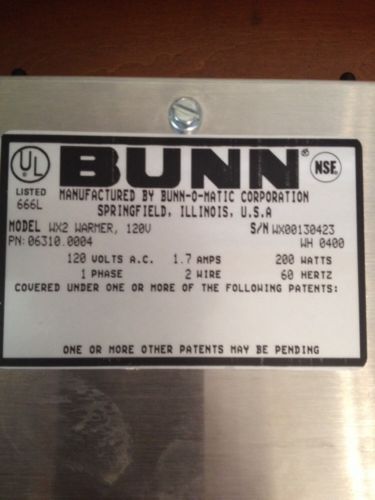 UL
LISTED
666L
BUNN®
NSF®
MANUFACTURED BY BUNN-O-MATIC CORPORATION
SPRINGFIELD, ILLINOIS, U.S.A
MODEL WX2 WARMER, 120V S/N WX00130423
PN: 06310.0004 WH 0400
120 VOLTS A.C. 1.7 AMPS 200 WATTS
1 PHASE 2 WIRE 60 HERTZ
COVERED UNDER ONE OR MORE OF THE FOLLOWING PATENTS:
ONE OR MORE OTHER PATENTS MAY BE PENDING